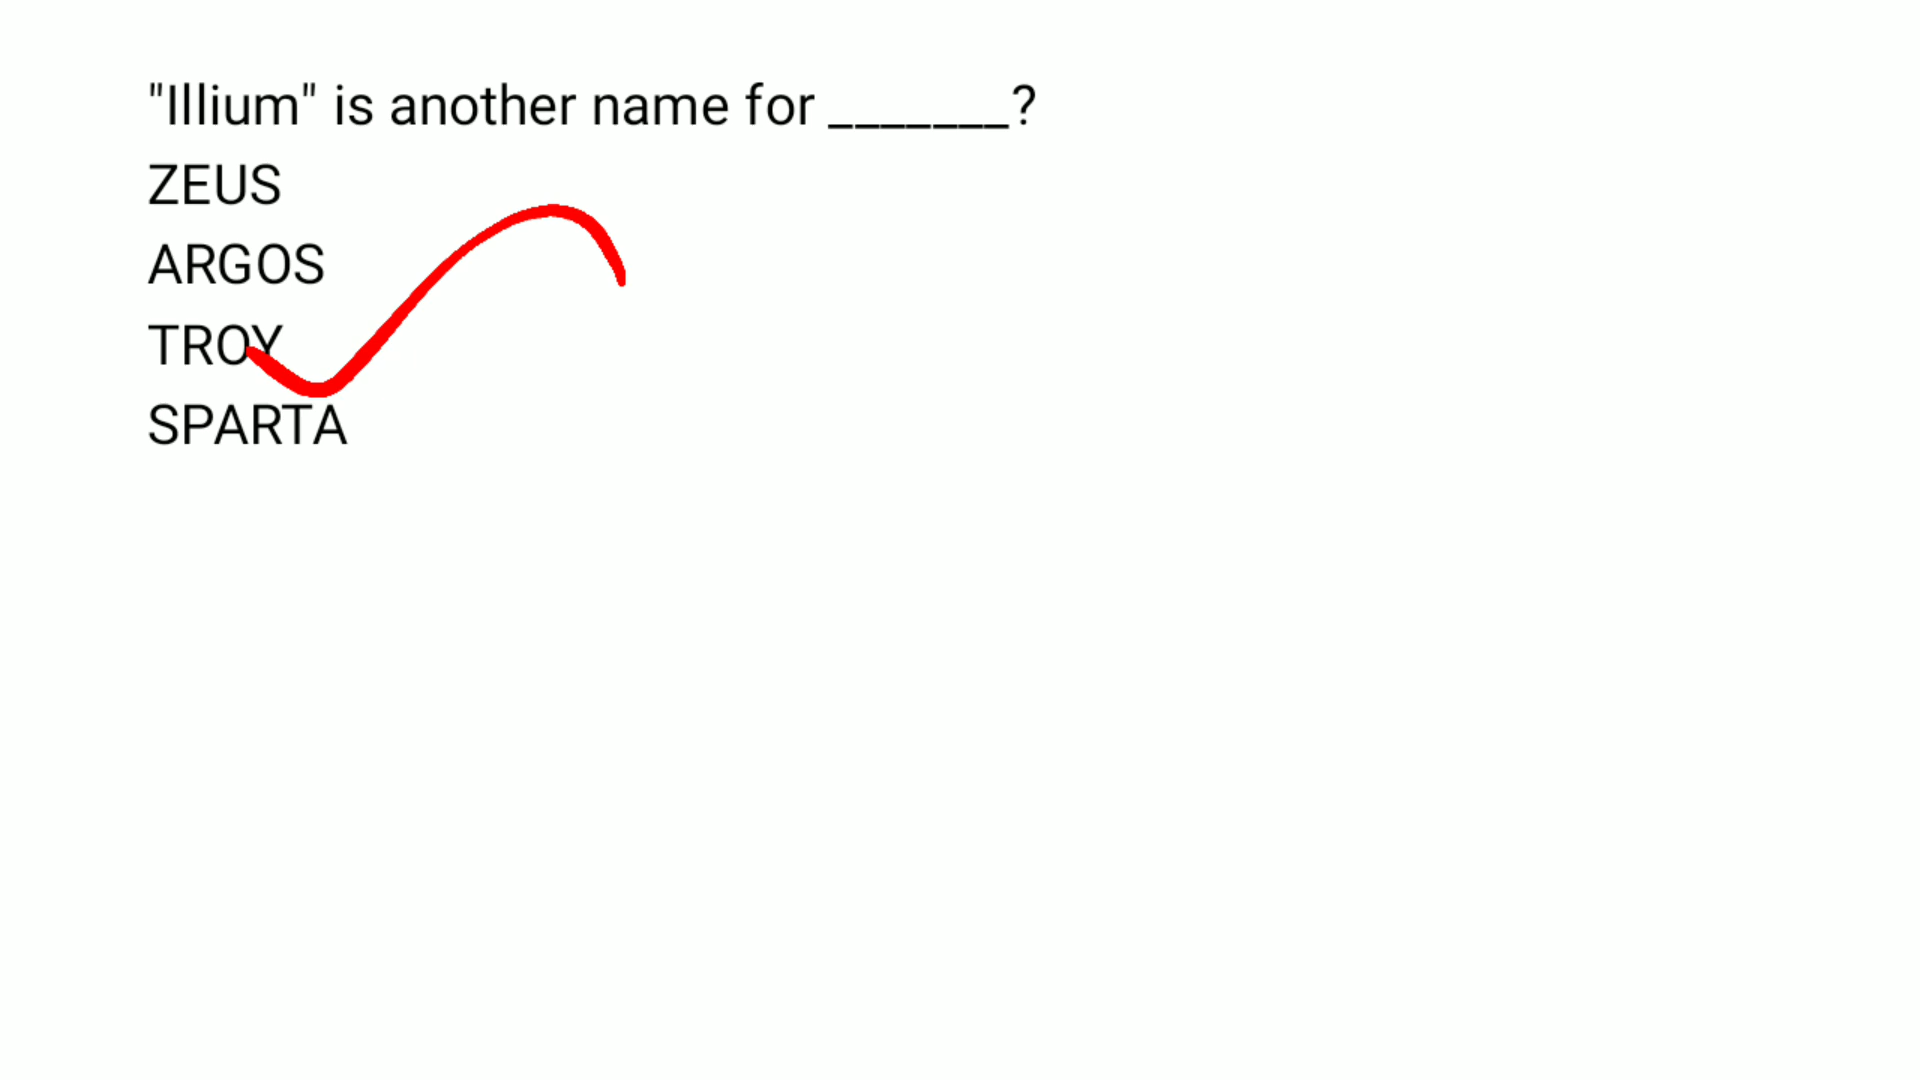 "Illium" is another name for _______?
ZEUS
ARGOS
TROY
SPARTA